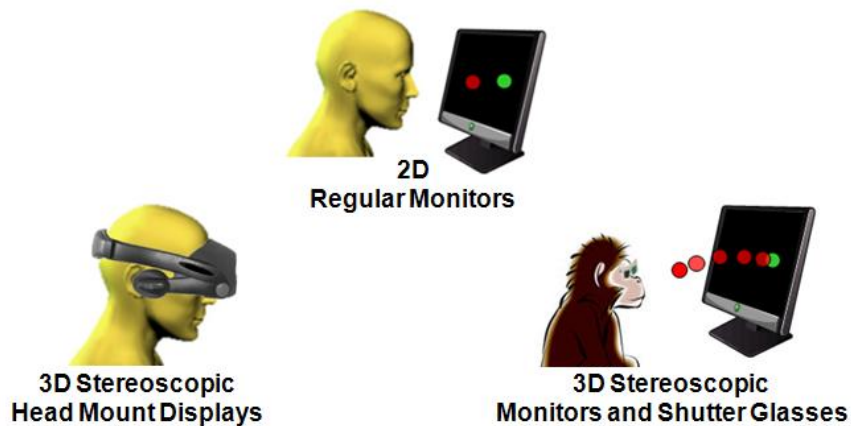 2D
Regular Monitors
3D Stereoscopic
Head Mount Displays
3D Stereoscopic
Monitors and Shutter Glasses